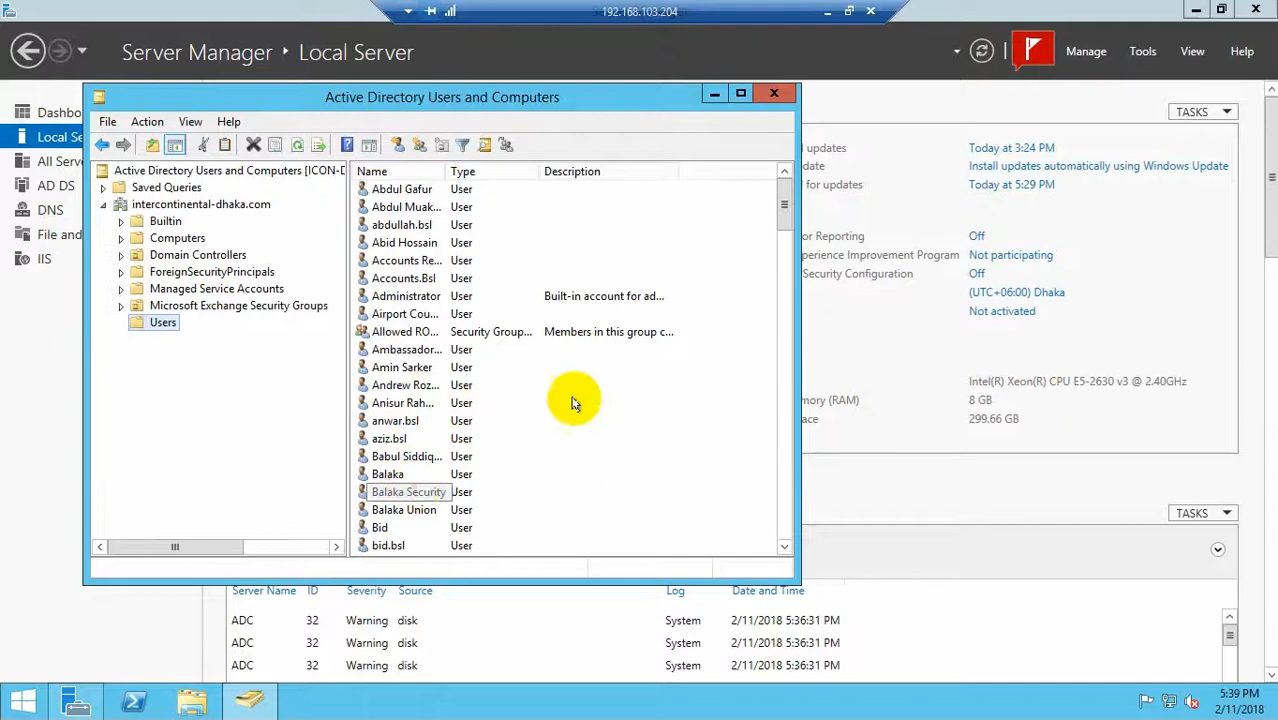 192.168.103.204
Server Manager ‣ Local Server
Manage Tools View Help
Dashbo
Local Se
All Serve
AD DS
DNS
File and
IIS
Active Directory Users and Computers
File Action View Help
Active Directory Users and Computers [ICON-D
Saved Queries
intercontinental-dhaka.com
Builtin
Computers
Domain Controllers
ForeignSecurityPrincipals
Managed Service Accounts
Microsoft Exchange Security Groups
Users
Name Type Description
Abdul Gafur User
Abdul Muak... User
abdullah.bsl User
Abid Hossain User
Accounts Re... User
Accounts.Bsl User
Administrator User Built-in account for ad...
Airport Cou... User
Allowed RO... Security Group... Members in this group c...
Ambassador... User
Amin Sarker User
Andrew Roz... User
Anisur Rah... User
anwar.bsl User
aziz.bsl User
Babul Siddiq... User
Balaka User
Balaka Security User
Balaka Union User
Bid User
bid.bsl User
TASKS
updates Today at 3:24 PM
pdate Install updates automatically using Windows Update
for updates Today at 5:29 PM
or Reporting Off
perience Improvement Program Not participating
Security Configuration Off
(UTC+06:00) Dhaka
Not activated
Intel(R) Xeon(R) CPU E5-2630 v3 @ 2.40GHz
mory (RAM) 8 GB
ace 299.66 GB
TASKS
Server Name ID Severity Source Log Date and Time
ADC 32 Warning disk System 2/11/2018 5:36:31 PM
ADC 32 Warning disk System 2/11/2018 5:36:31 PM
ADC 32 Warning disk System 2/11/2018 5:36:31 PM
5:39 PM
2/11/2018